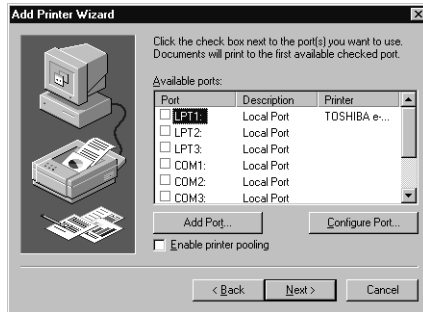 Add Printer Wizard
Click the check box next to the port(s) you want to use.
Documents will print to the first available checked port.
Available ports:
Port Description Printer
LPT1: Local Port TOSHIBA e-...
LPT2: Local Port
LPT3: Local Port
COM1: Local Port
COM2: Local Port
COM3: Local Port
Add Port... Configure Port...
Enable printer pooling
< Back Next > Cancel